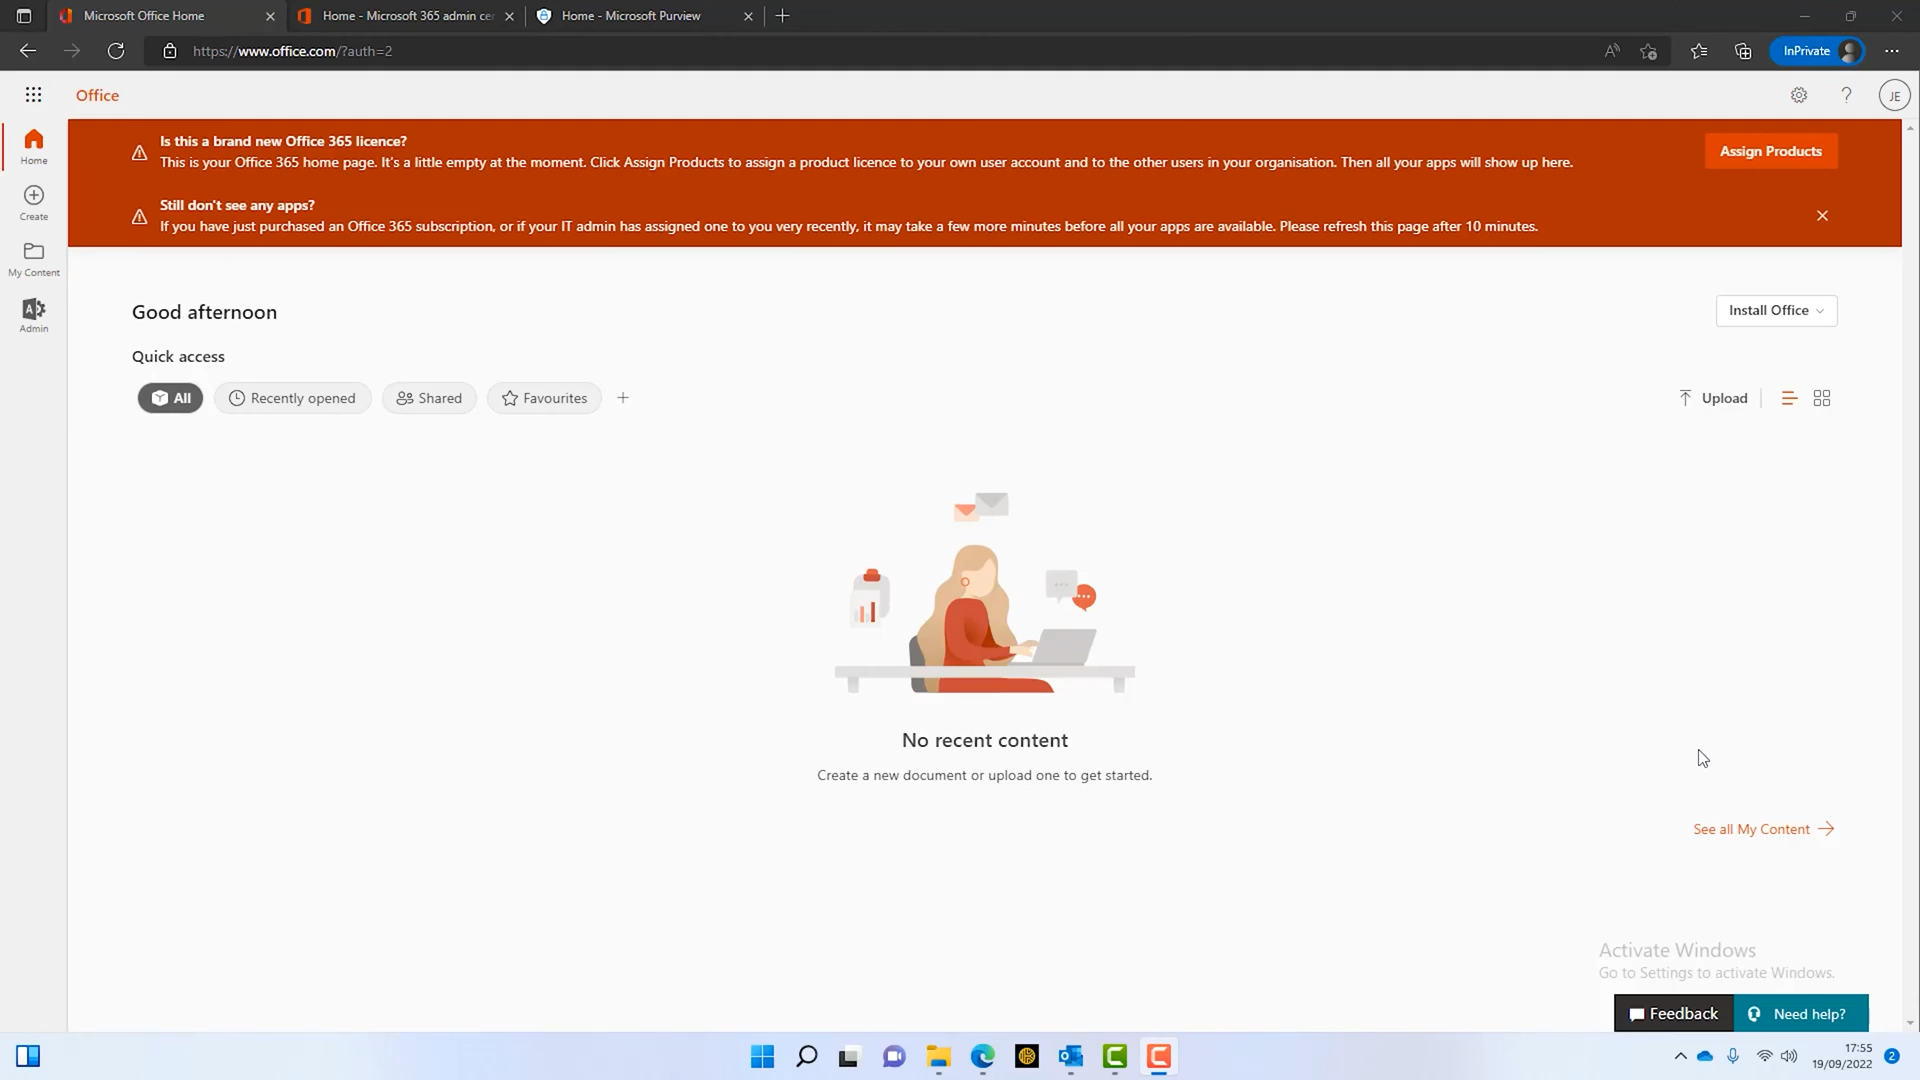 Microsoft Office Home
Home - Microsoft 365 admin cer
Home - Microsoft Purview
https://www.office.com/?auth=2
InPrivate
Office
JE
Is this a brand new Office 365 licence?
This is your Office 365 home page. It's a little empty at the moment. Click Assign Products to assign a product licence to your own user account and to the other users in your organisation. Then all your apps will show up here.
Assign Products
Still don't see any apps?
If you have just purchased an Office 365 subscription, or if your IT admin has assigned one to you very recently, it may take a few more minutes before all your apps are available. Please refresh this page after 10 minutes.
Home
Create
My Content
Admin
Good afternoon
Install Office
Quick access
All
Recently opened
Shared
Favourites
Upload
No recent content
Create a new document or upload one to get started.
See all My Content
Activate Windows
Go to Settings to activate Windows.
Feedback
Need help?
17:55
19/09/2022
2